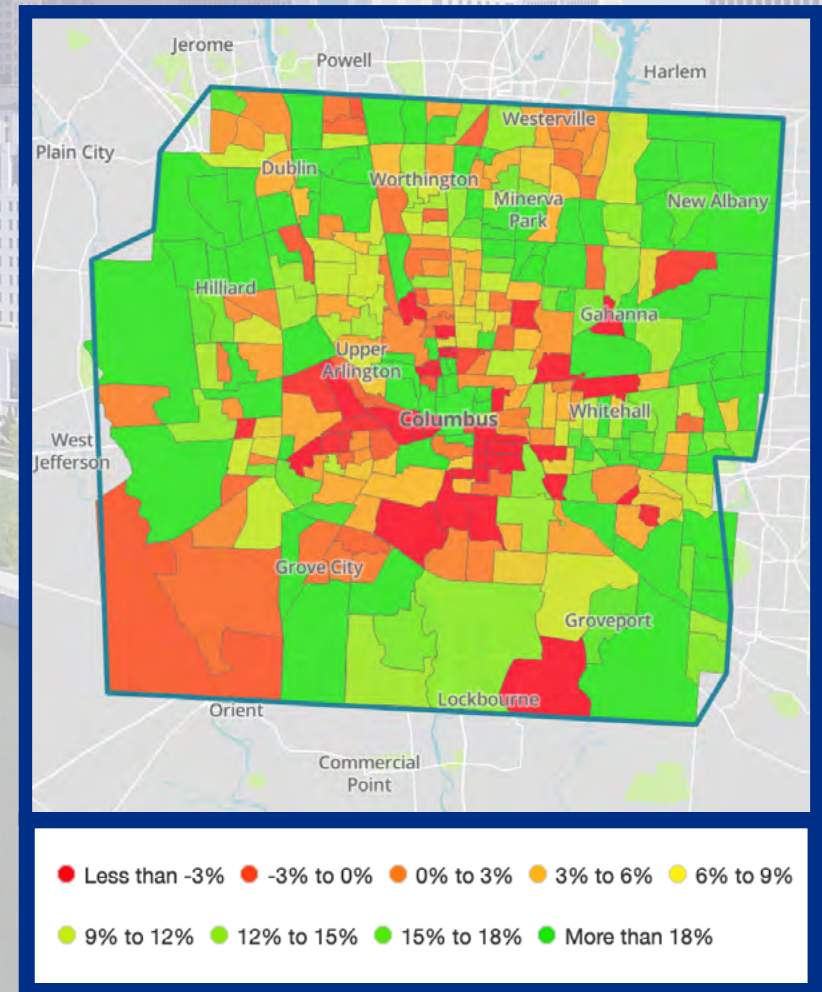 Jerome
Powell
Harlem
Westerville
Plain City
Dublin
Worthington
Minerva
Park
New Albany
Hilliard
Gahanna
Upper
Arlington
Columbus
Whitehall
West
Jefferson
Grove City
Groveport
Lockbourne
Orient
Commercial
Point
Less than -3%  -3% to 0%  0% to 3%  3% to 6%  6% to 9%
9% to 12%  12% to 15%  15% to 18%  More than 18%